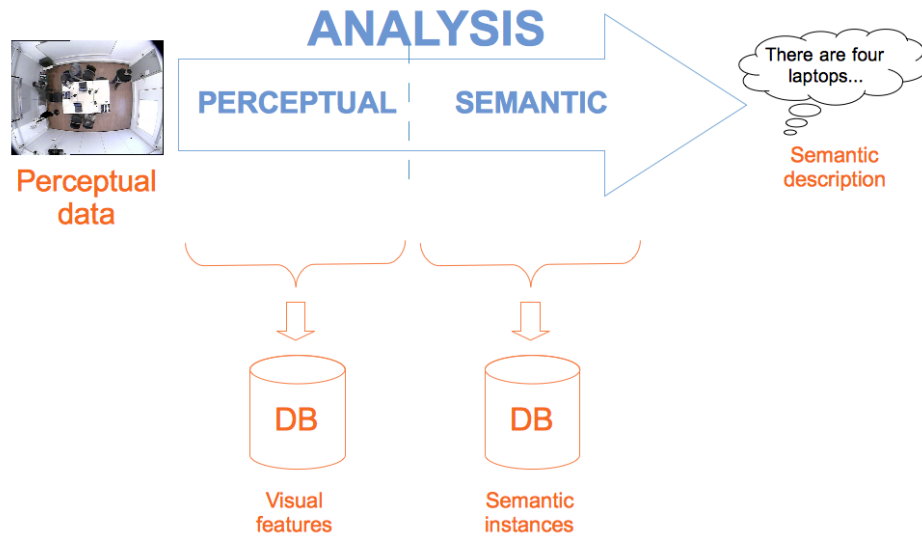 ANALYSIS
PERCEPTUAL
SEMANTIC
There are four
laptops...
Perceptual
data
Semantic
description
DB
DB
Visual
features
Semantic
instances